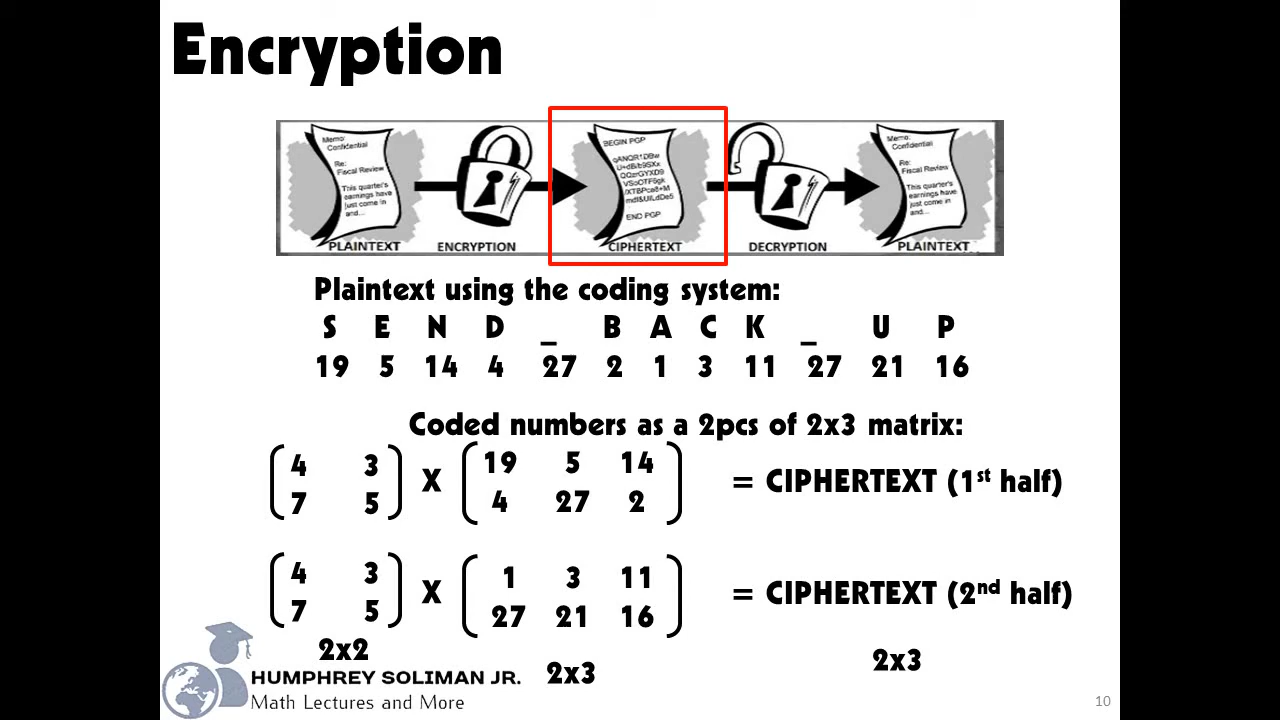 Encryption
Memo:
Confidential
Re:
Fiscal Review
This quarter's
earnings have
just come in
and...
PLAINTEXT
ENCRYPTION
BEGIN PGP
END PGP
CIPHERTEXT
DECRYPTION
Memo:
Confidential
Re:
Fiscal Review
This quarter's
earnings have
just come in
and...
PLAINTEXT
Plaintext using the coding system:
S E N D _ B A C K _ U P
19 5 14 4 27 2 1 3 11 27 21 16
Coded numbers as a 2pcs of 2x3 matrix:
4 3 X 19 5 14 = CIPHERTEXT (1st half)
7 5 4 27 2
4 3 X 1 3 11 = CIPHERTEXT (2nd half)
7 5 27 21 16
2x2 2x3 2x3
HUMPHREY SOLIMAN JR.
Math Lectures and More
10